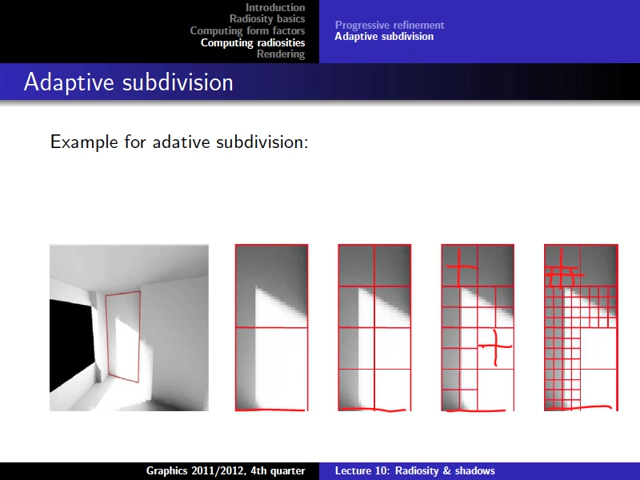 Introduction
Radiosity basics
Computing form factors
Computing radiosities
Rendering
Progressive refinement
Adaptive subdivision
Adaptive subdivision
Example for adative subdivision:
Graphics 2011/2012, 4th quarter
Lecture 10: Radiosity & shadows